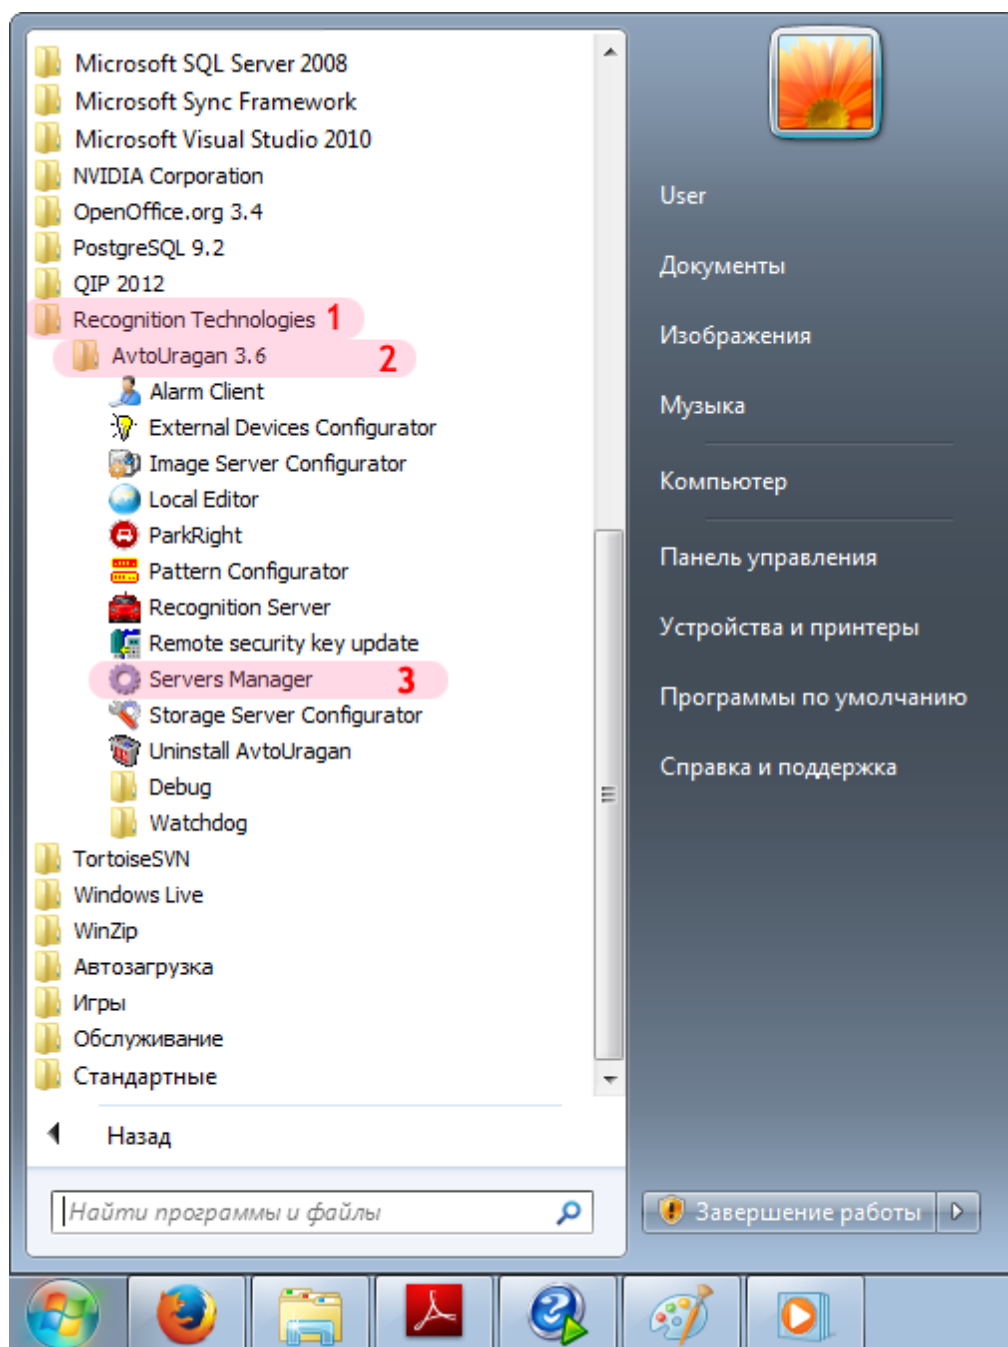 Microsoft SQL Server 2008
Microsoft Sync Framework
Microsoft Visual Studio 2010
NVIDIA Corporation
OpenOffice.org 3.4
PostgreSQL 9.2
QIP 2012
Recognition Technologies 1
AvtoUragan 3.6 2
Alarm Client
External Devices Configurator
Image Server Configurator
Local Editor
ParkRight
Pattern Configurator
Recognition Server
Remote security key update
Servers Manager 3
Storage Server Configurator
Uninstall AvtoUragan
Debug
Watchdog
TortoiseSVN
Windows Live
WinZip
Автозагрузка
Игры
Обслуживание
Стандартные
Назад
Найти программы и файлы
User
Документы
Изображения
Музыка
Компьютер
Панель управления
Устройства и принтеры
Программы по умолчанию
Справка и поддержка
Завершение работы